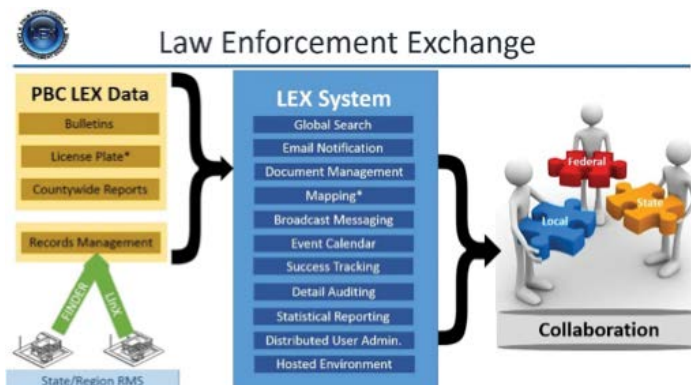 Law Enforcement Exchange
PBC LEX Data
Bulletins
License Plate*
Countywide Reports
Records Management
FINDER
LInX
State/Region RMS
LEX System
Global Search
Email Notification
Document Management
Mapping*
Broadcast Messaging
Event Calendar
Success Tracking
Detail Auditing
Statistical Reporting
Distributed User Admin.
Hosted Environment
Federal
State
Local
Collaboration